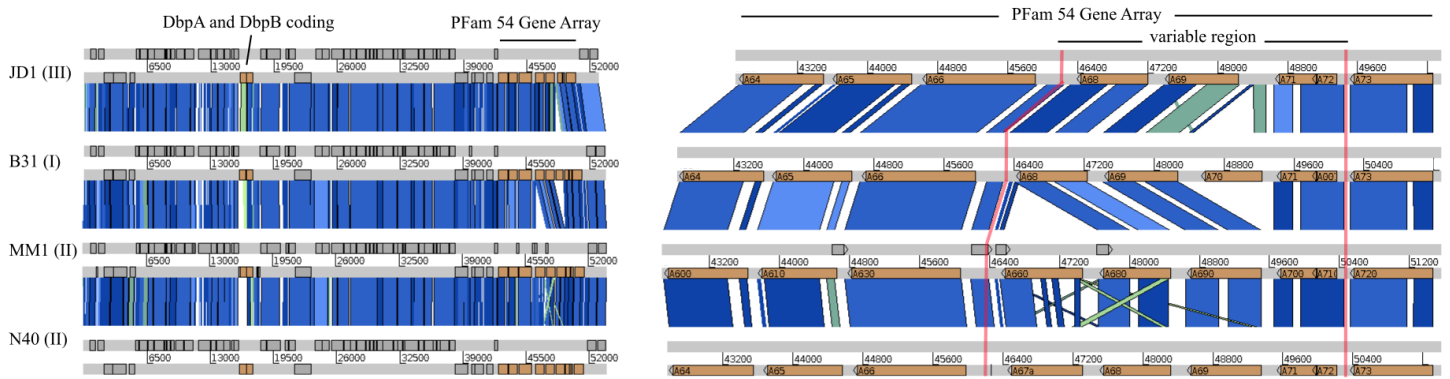 DbpA and DbpB coding
PFam 54 Gene Array
JD1 (III)
6500 13000 19500 26000 32500 39000 45500 52000
B31 (I)
6500 13000 19500 26000 32500 39000 45500 52000
MM1 (II)
6500 13000 19500 26000 32500 39000 45500 52000
N40 (II)
6500 13000 19500 26000 32500 39000 45500 52000
PFam 54 Gene Array
variable region
43200 44000 44800 45600 46400 47200 48000 48800 49600
A64 A65 A66 A68 A69 A71 A72 A73
43200 44000 44800 45600 46400 47200 48000 48800 49600 50400
A64 A65 A66 A68 A69 A70 A71 A00 A73
43200 44000 44800 45600 46400 47200 48000 48800 49600 50400 51200
A600 A610 A630 A660 A680 A690 A700 A710 A720
43200 44000 44800 45600 46400 47200 48000 48800 49600 50400
A64 A65 A66 A67a A68 A69 A71 A72 A73